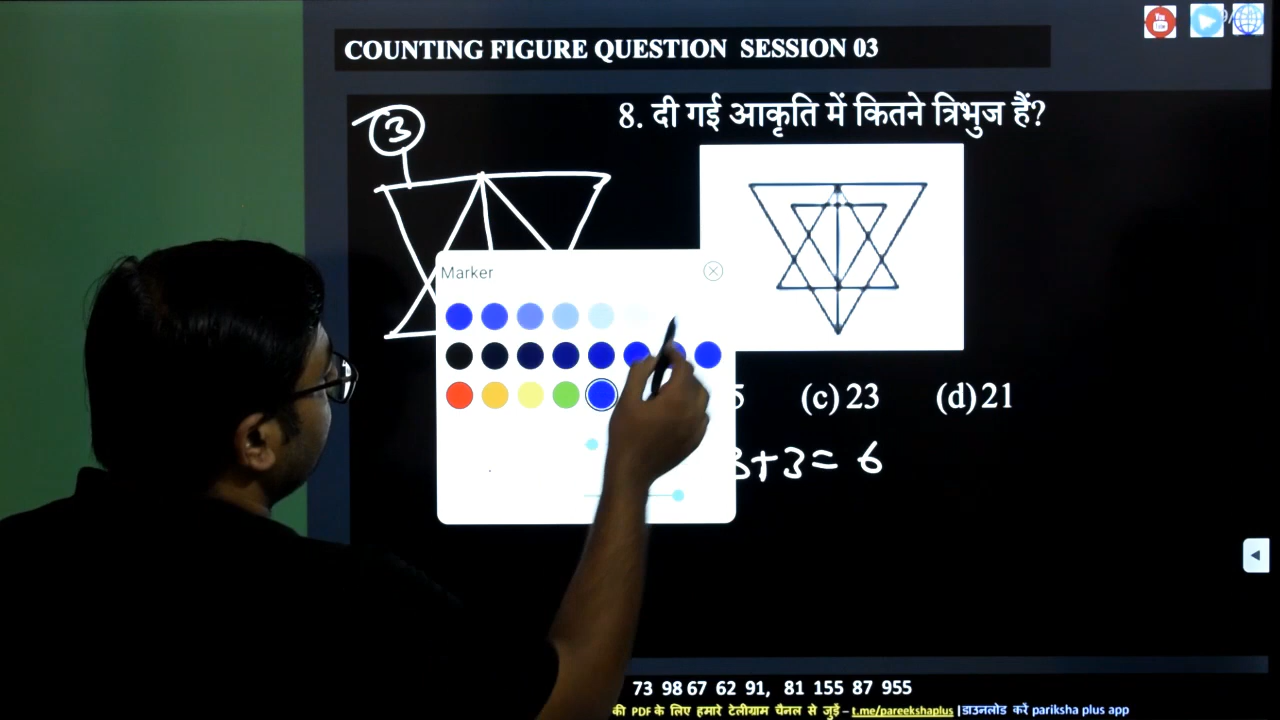 COUNTING FIGURE QUESTION SESSION 03
3
8. दी गई आकृति में कितने त्रिभुज हैं?
Marker
(c) 23 (d) 21
3+3= 6
73 98 67 62 91, 81 155 87 955
की PDF के लिए हमारे टेलीग्राम चैनल से जुड़ें – t.me/pareekshaplus | डाउनलोड करें pariksha plus app